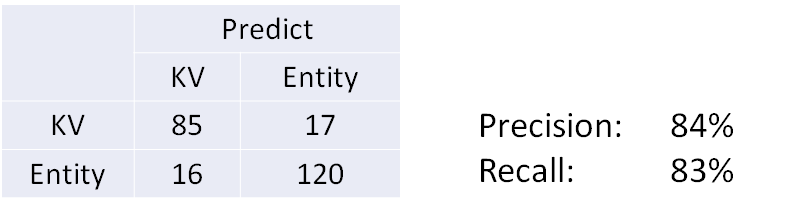 Predict
KV Entity
KV 85 17
Entity 16 120
Precision: 84%
Recall: 83%